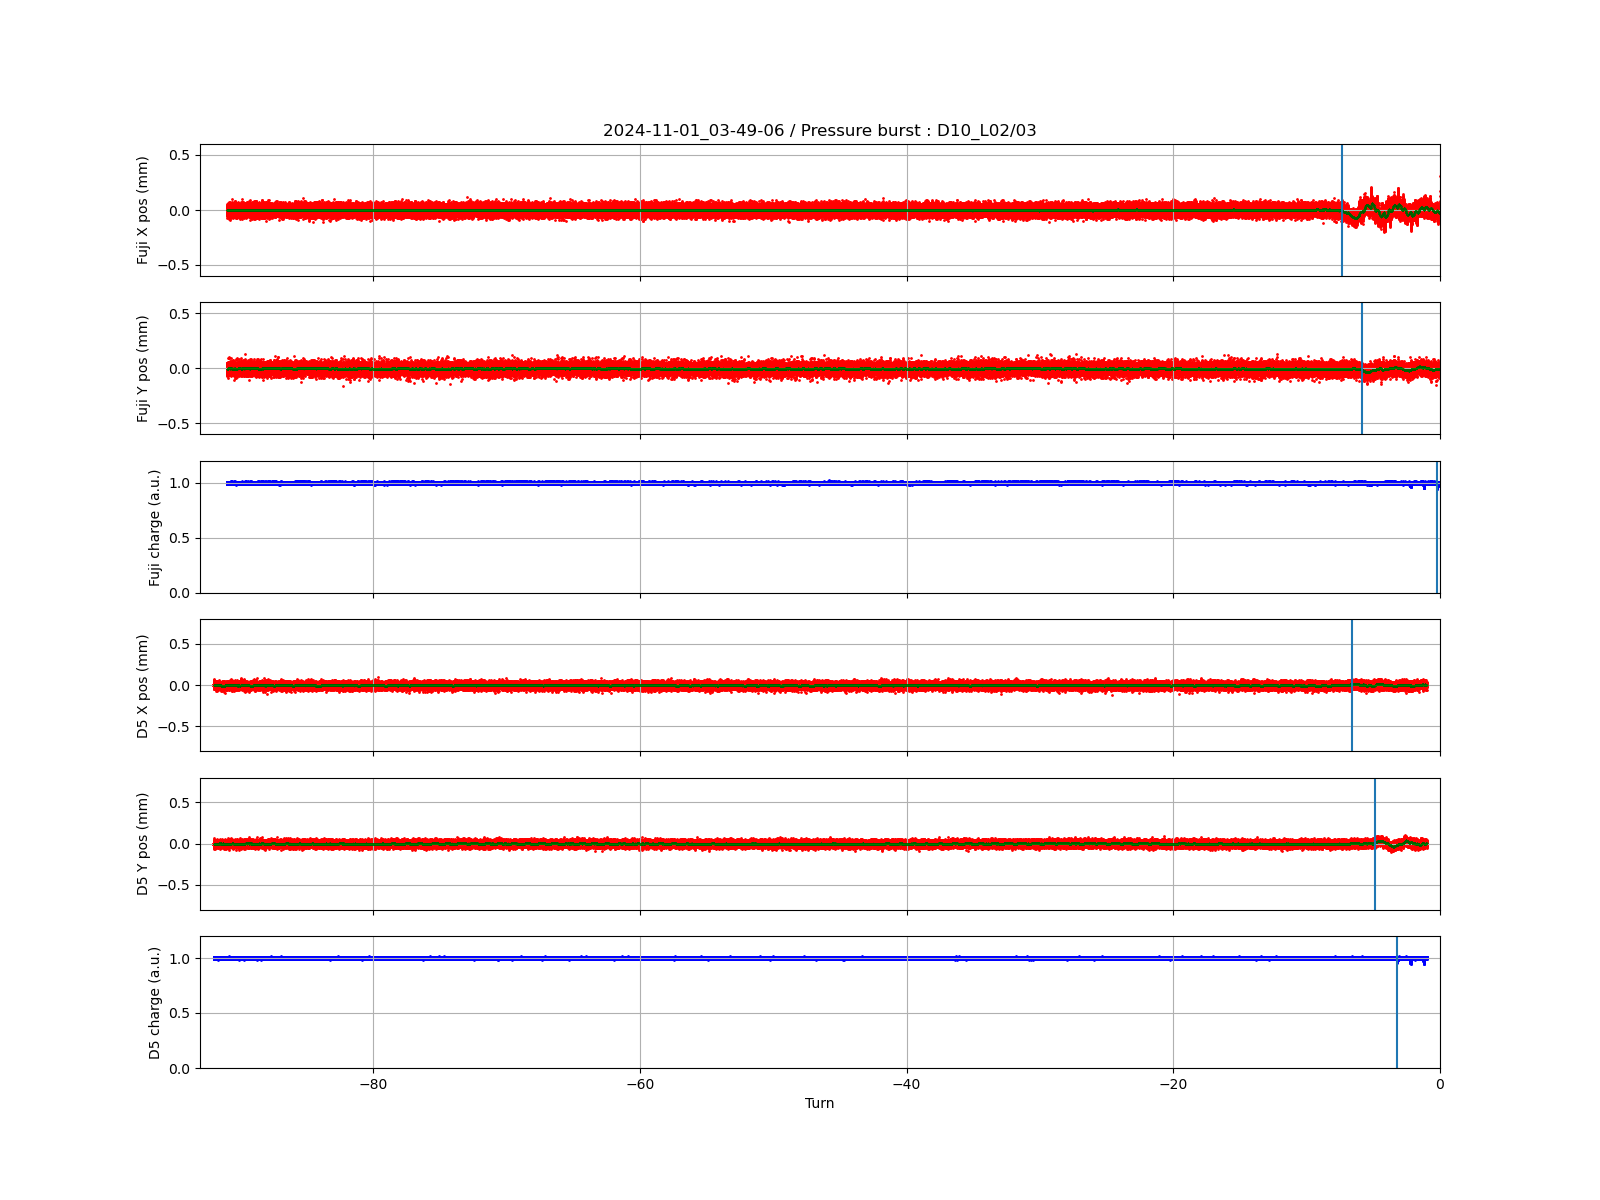 2024-11-01_03-49-06 / Pressure burst : D10_L02/03
Fuji X pos (mm)
0.5
0.0
−0.5
Fuji Y pos (mm)
0.5
0.0
−0.5
Fuji charge (a.u.)
1.0
0.5
0.0
D5 X pos (mm)
0.5
0.0
−0.5
D5 Y pos (mm)
0.5
0.0
−0.5
D5 charge (a.u.)
1.0
0.5
0.0
−80 −60 −40 −20 0
Turn